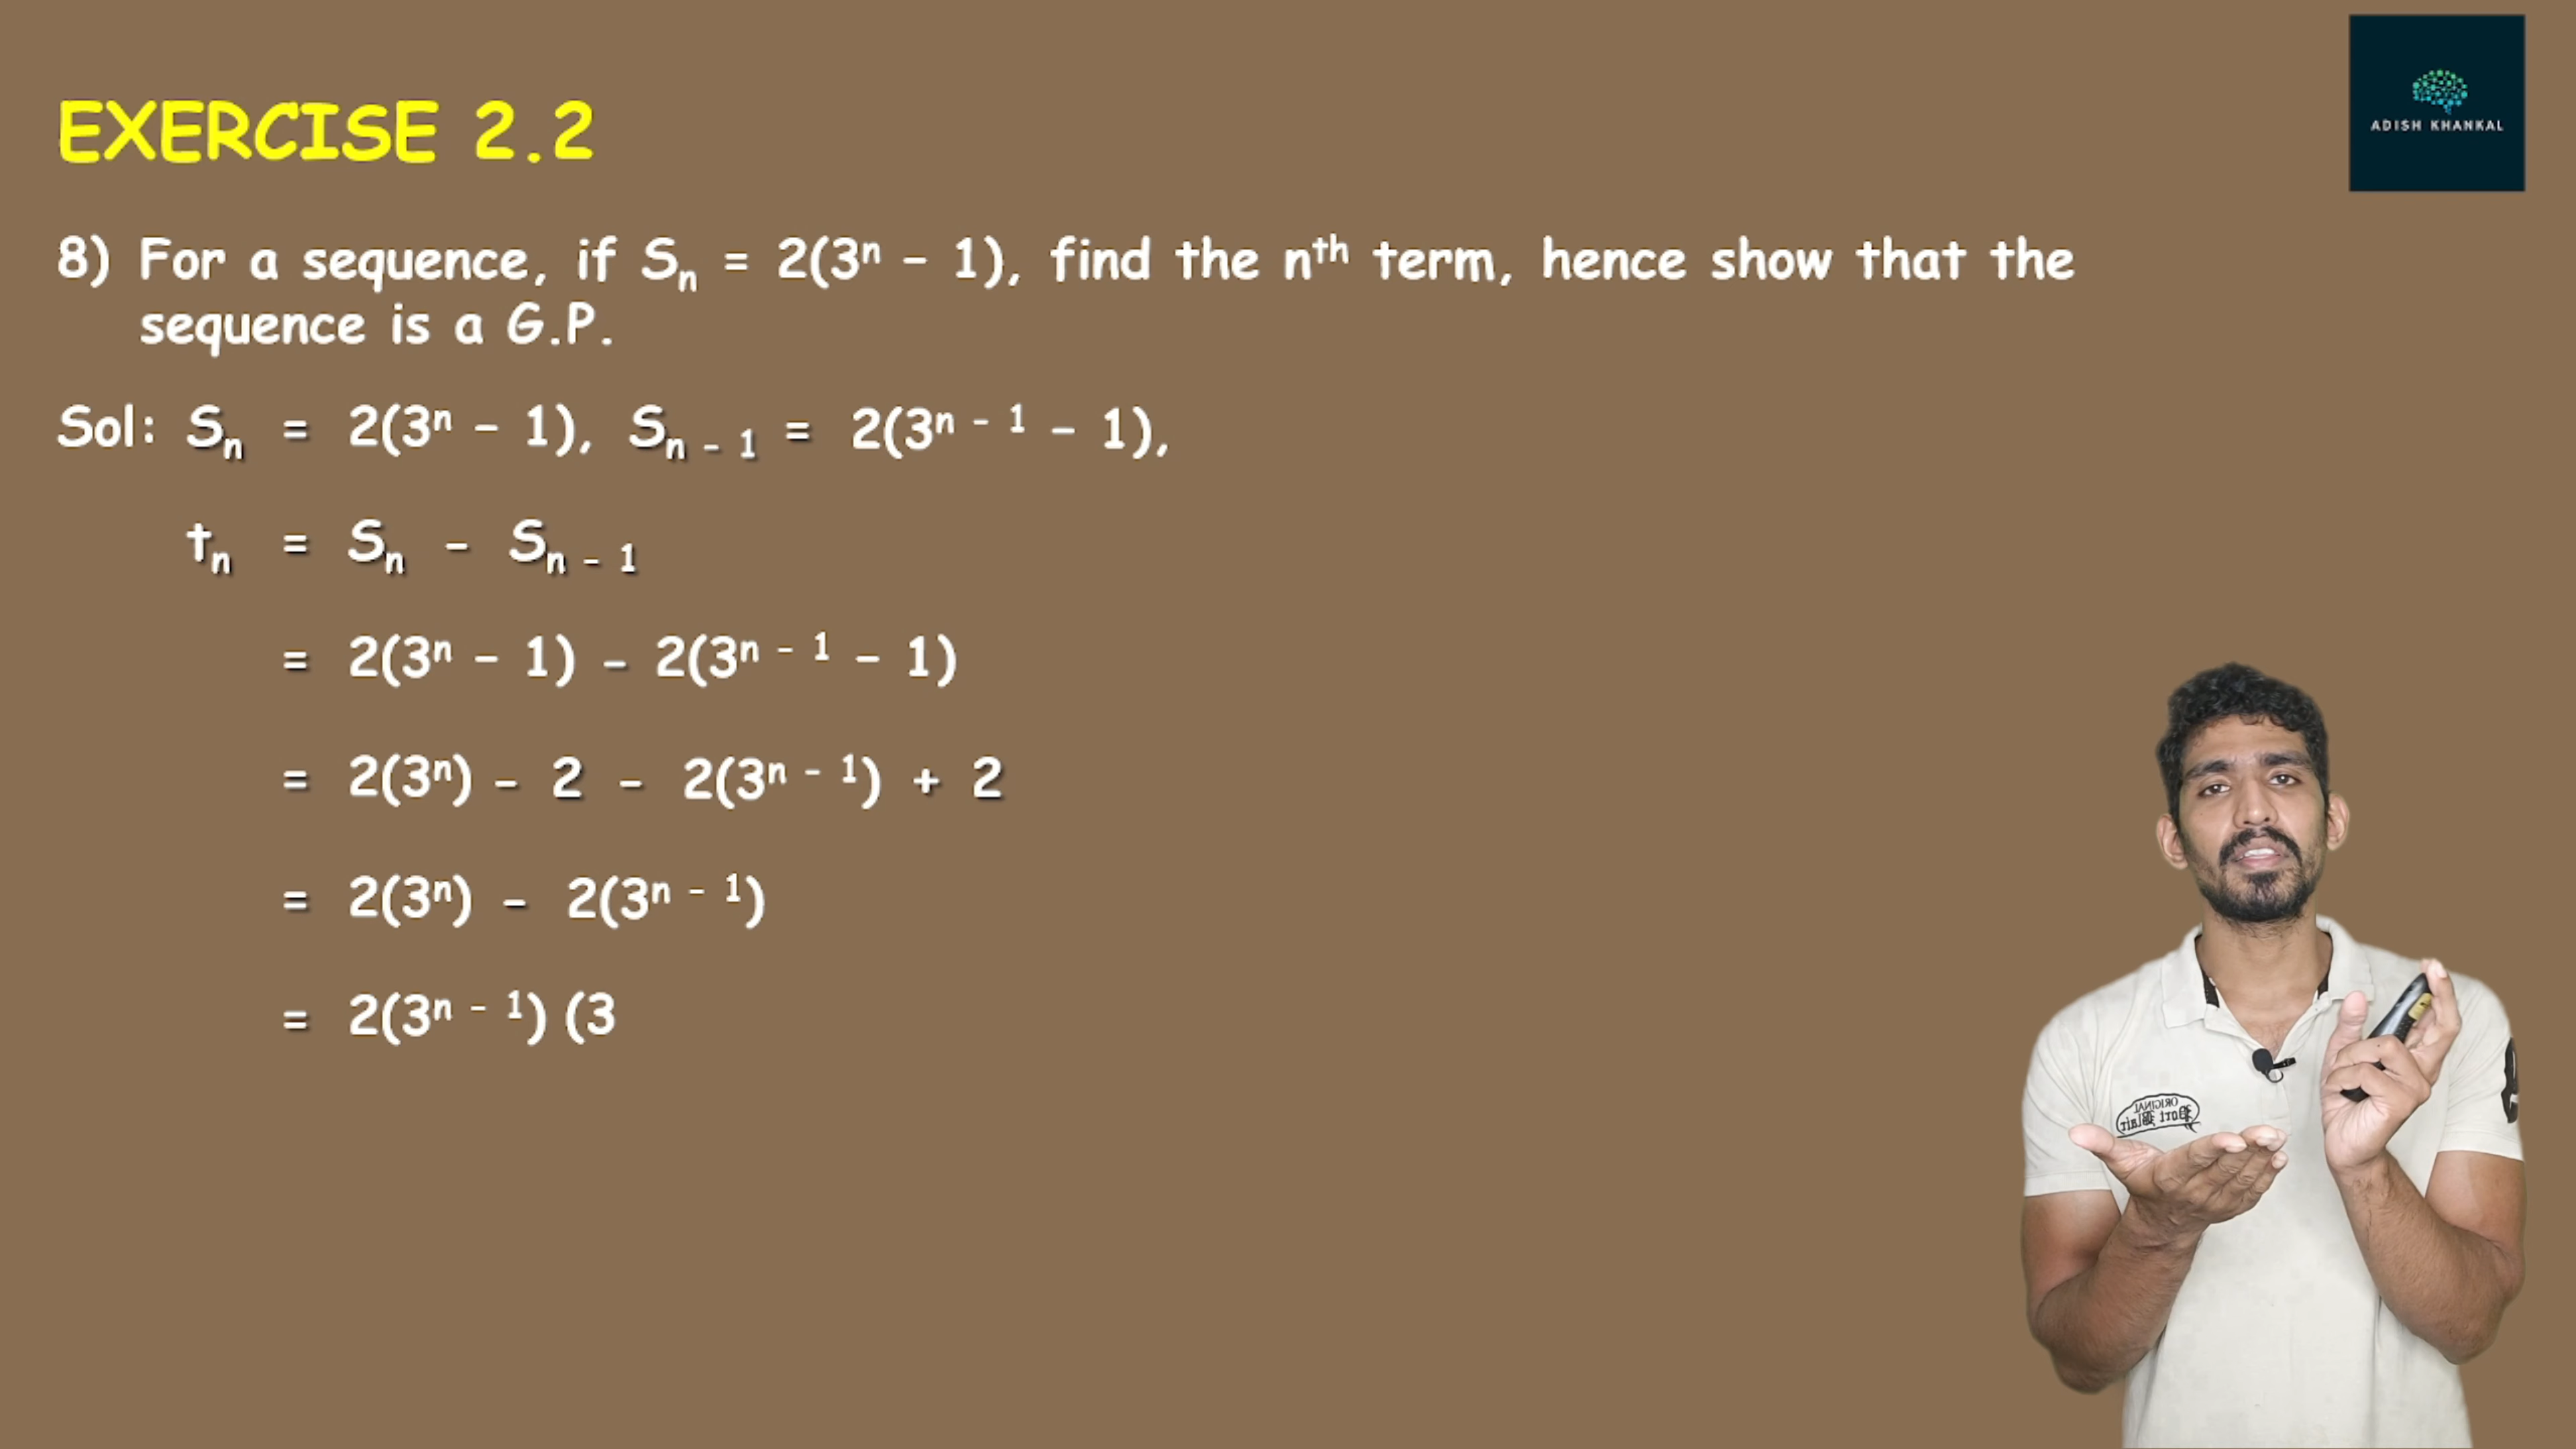 ADISH KHANKAL
EXERCISE 2.2
8) For a sequence, if Sₙ = 2(3ⁿ – 1), find the nᵗʰ term, hence show that the
sequence is a G.P.
Sol: Sₙ = 2(3ⁿ – 1), Sₙ ₋ ₁ = 2(3ⁿ ⁻ ¹ – 1),
tₙ = Sₙ – Sₙ ₋ ₁
= 2(3ⁿ – 1) – 2(3ⁿ ⁻ ¹ – 1)
= 2(3ⁿ) – 2 – 2(3ⁿ ⁻ ¹) + 2
= 2(3ⁿ) – 2(3ⁿ ⁻ ¹)
= 2(3ⁿ ⁻ ¹) (3
ORIGINAL
Port Blair